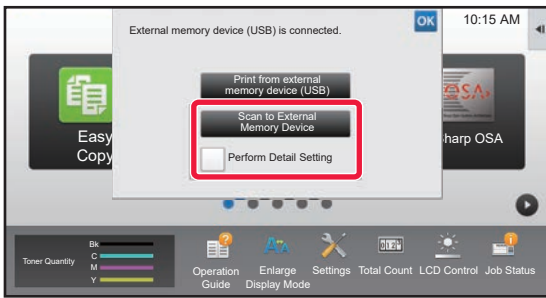 External memory device (USB) is connected.
OK
10:15 AM
Print from external
memory device (USB)
Scan to External
Memory Device
Perform Detail Setting
Easy
Copy
OSA
harp OSA
Toner Quantity
Bk
C
M
Y
Operation
Guide
Enlarge
Display Mode
Settings
Total Count
LCD Control
Job Status